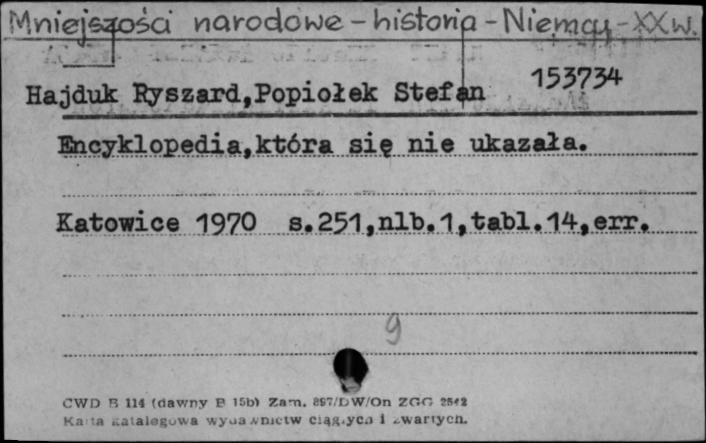 Mniejszości narodowe - historia - Niemcy - XX w.
153734
Hajduk Ryszard,Popiołek Stefan
Encyklopedia,która się nie ukazała.
Katowice 1970 s.251,nlb.1,tabl.14,err.
9
CWD B 114 (dawny B 15b) Zam. 897/DW/On ZGG 2542
Karta katalogowa wydawnictw ciągłych i zwartych.